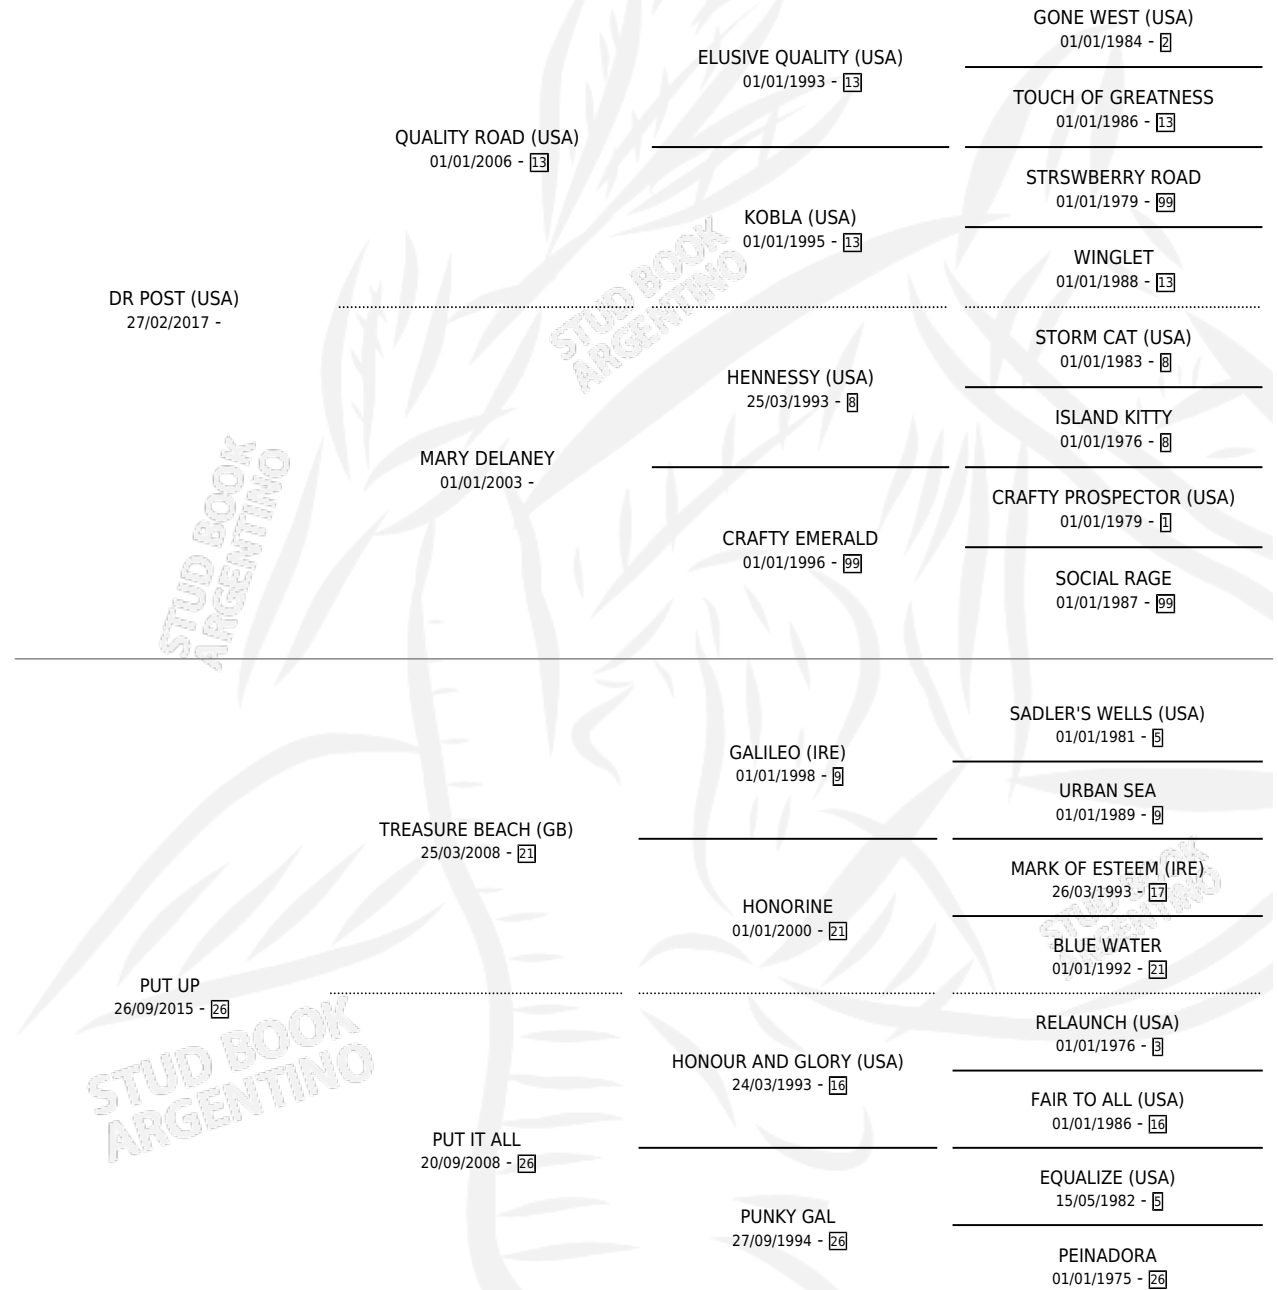 GONE WEST (USA)
01/01/1984 - 2
ELUSIVE QUALITY (USA)
01/01/1993 - 13
TOUCH OF GREATNESS
01/01/1986 - 13
QUALITY ROAD (USA)
01/01/2006 - 13
STRSWBERRY ROAD
01/01/1979 - 99
KOBLA (USA)
01/01/1995 - 13
WINGLET
01/01/1988 - 13
DR POST (USA)
27/02/2017 -
STORM CAT (USA)
01/01/1983 - 8
HENNESSY (USA)
25/03/1993 - 8
ISLAND KITTY
01/01/1976 - 8
MARY DELANEY
01/01/2003 -
CRAFTY PROSPECTOR (USA)
01/01/1979 - 1
CRAFTY EMERALD
01/01/1996 - 99
SOCIAL RAGE
01/01/1987 - 99
SADLER'S WELLS (USA)
01/01/1981 - 5
GALILEO (IRE)
01/01/1998 - 9
URBAN SEA
01/01/1989 - 9
TREASURE BEACH (GB)
25/03/2008 - 21
MARK OF ESTEEM (IRE)
26/03/1993 - 17
HONORINE
01/01/2000 - 21
BLUE WATER
01/01/1992 - 21
PUT UP
26/09/2015 - 26
RELAUNCH (USA)
01/01/1976 - 3
HONOUR AND GLORY (USA)
24/03/1993 - 16
FAIR TO ALL (USA)
01/01/1986 - 16
PUT IT ALL
20/09/2008 - 26
EQUALIZE (USA)
15/05/1982 - 5
PUNKY GAL
27/09/1994 - 26
PEINADORA
01/01/1975 - 26
STUD BOOK
ARGENTINO
STUD BOOK
ARGENTINO
STUD BOOK
ARGENTINO
STUD BOOK
ARGENTINO